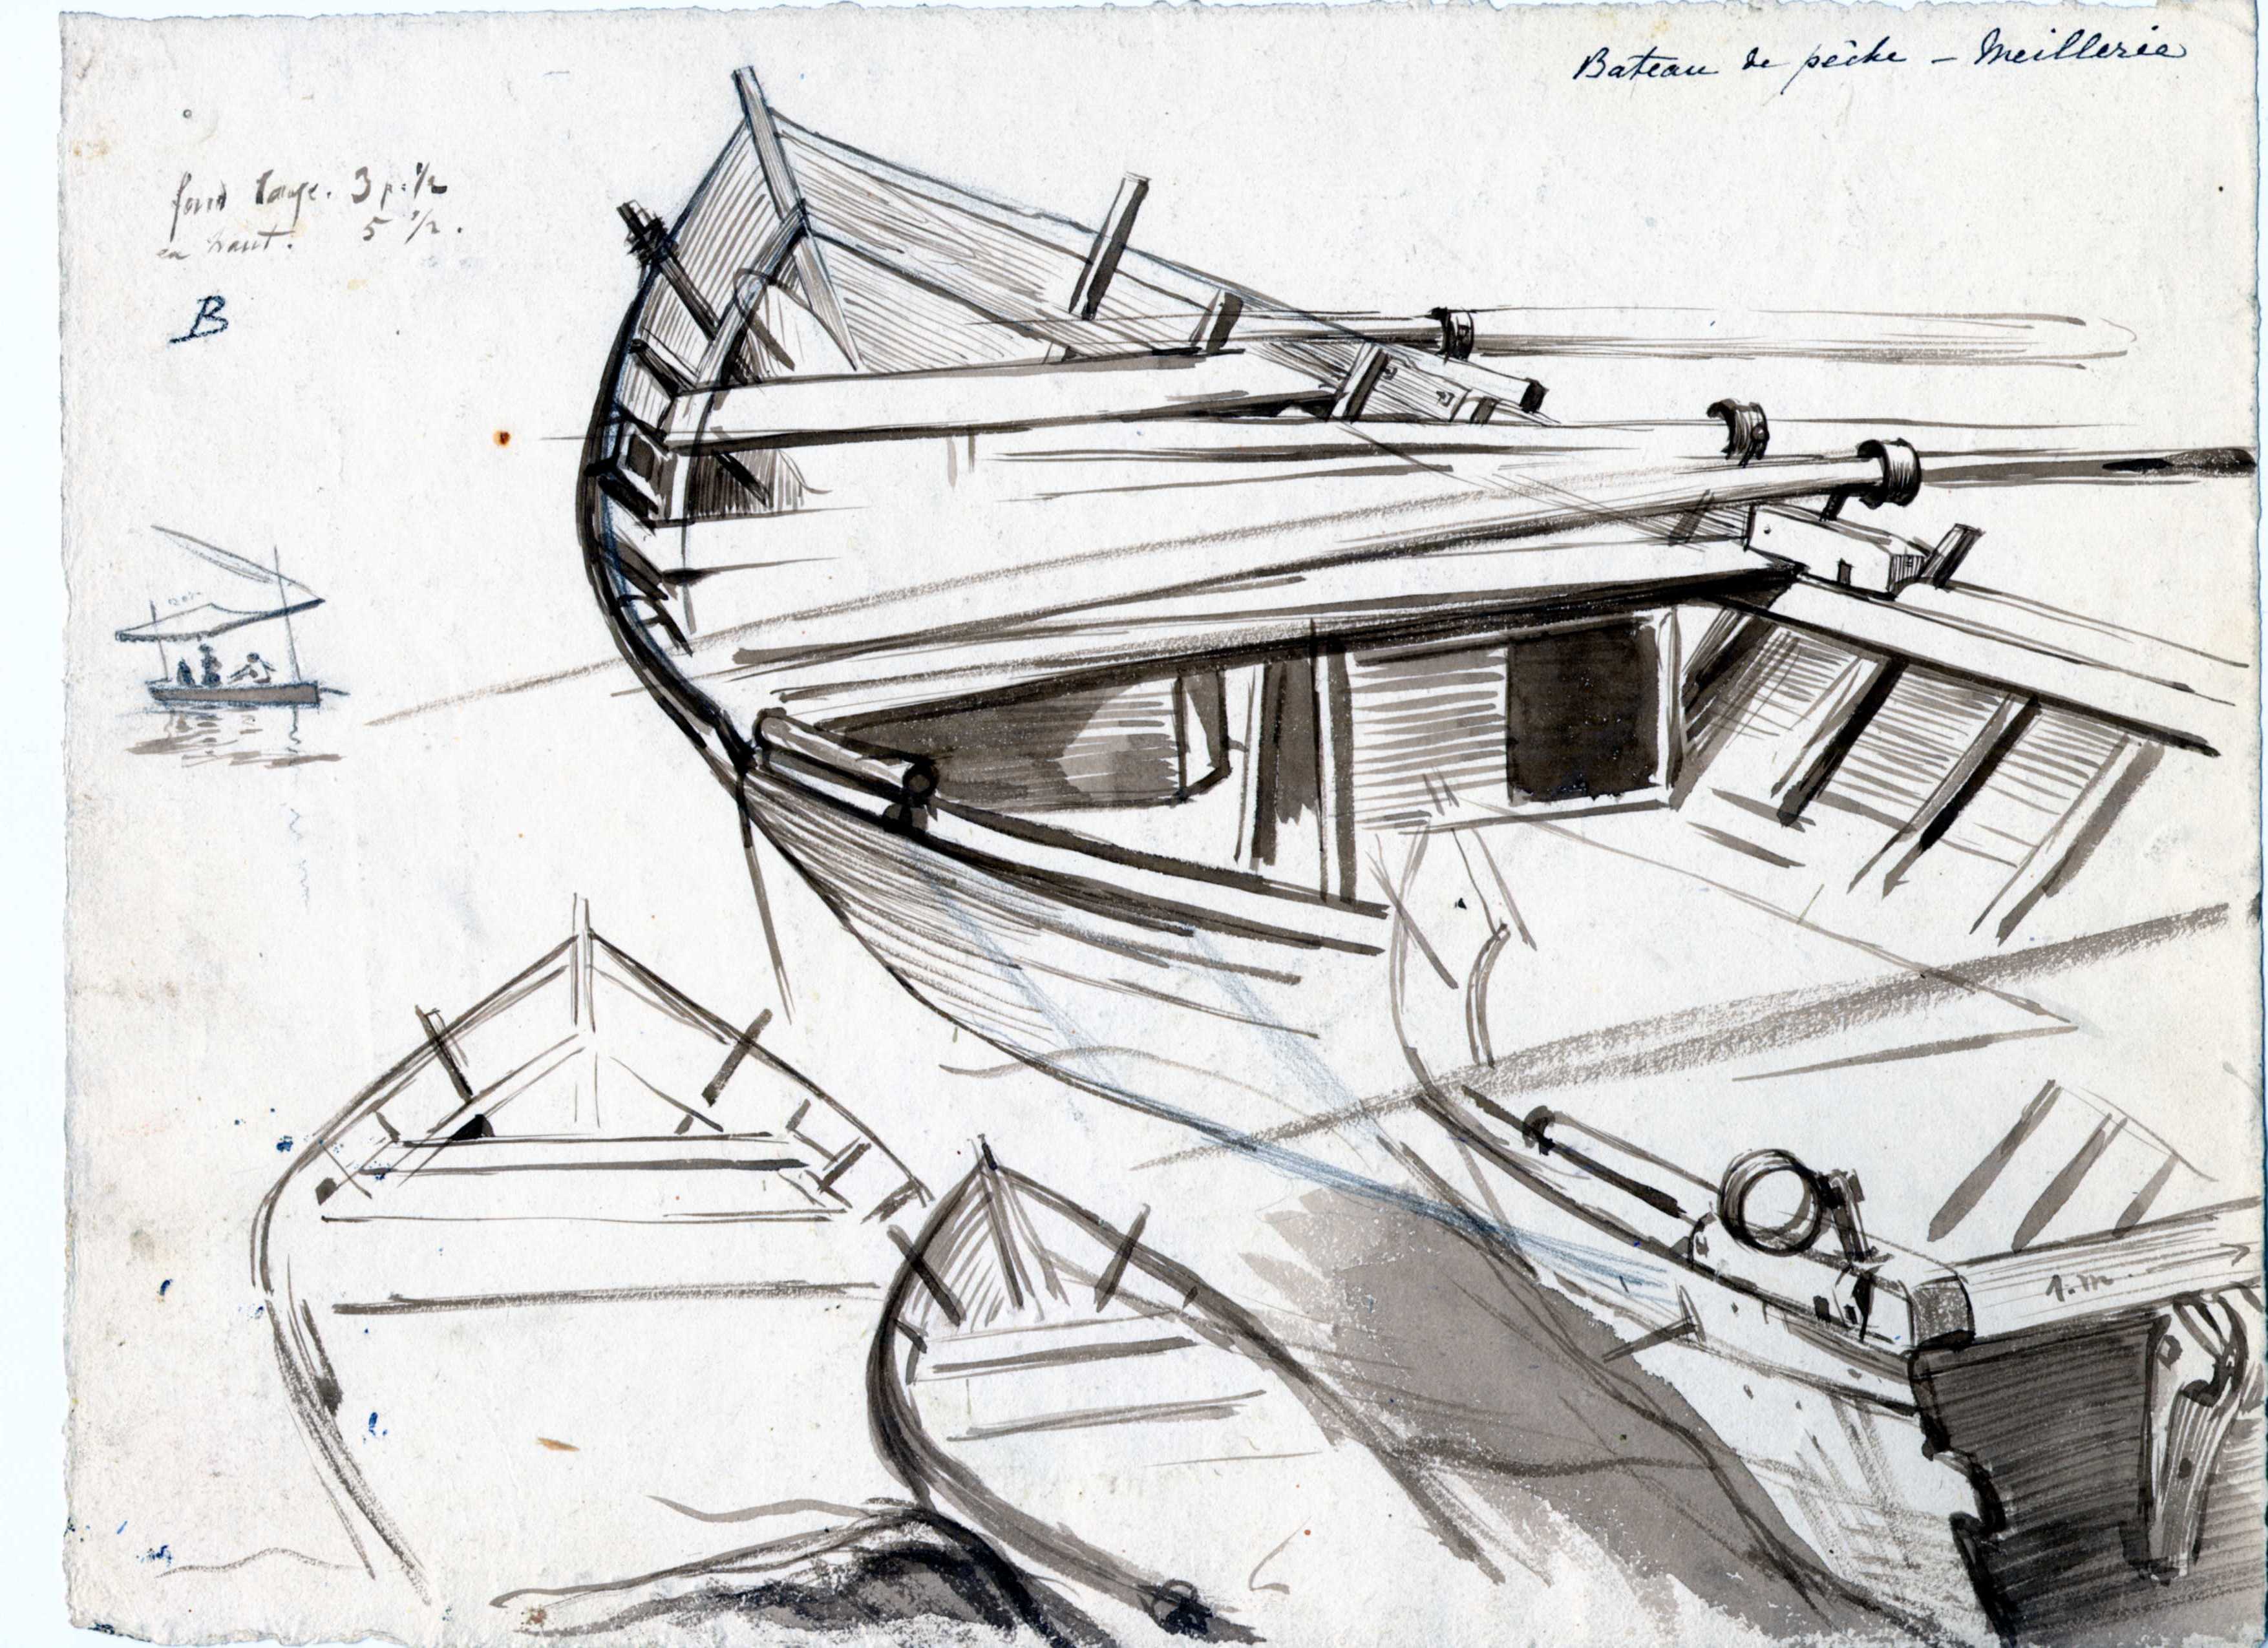 Bateau de pêche – Meillerie
fond large. 3 p. 1/2
en haut. 5 1/2.
B
1. m